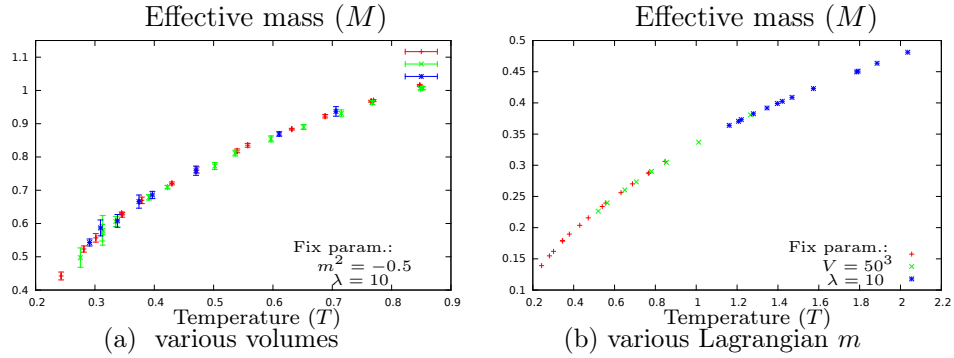 Effective mass (M)
1.1
1
0.9
0.8
0.7
0.6
0.5
0.4
0.2 0.3 0.4 0.5 0.6 0.7 0.8 0.9
Fix param.:
m² = −0.5
λ = 10
Temperature (T)
(a) various volumes
Effective mass (M)
0.5
0.45
0.4
0.35
0.3
0.25
0.2
0.15
0.1
0.2 0.4 0.6 0.8 1 1.2 1.4 1.6 1.8 2 2.2
Fix param.:
V = 50³
λ = 10
Temperature (T)
(b) various Lagrangian m